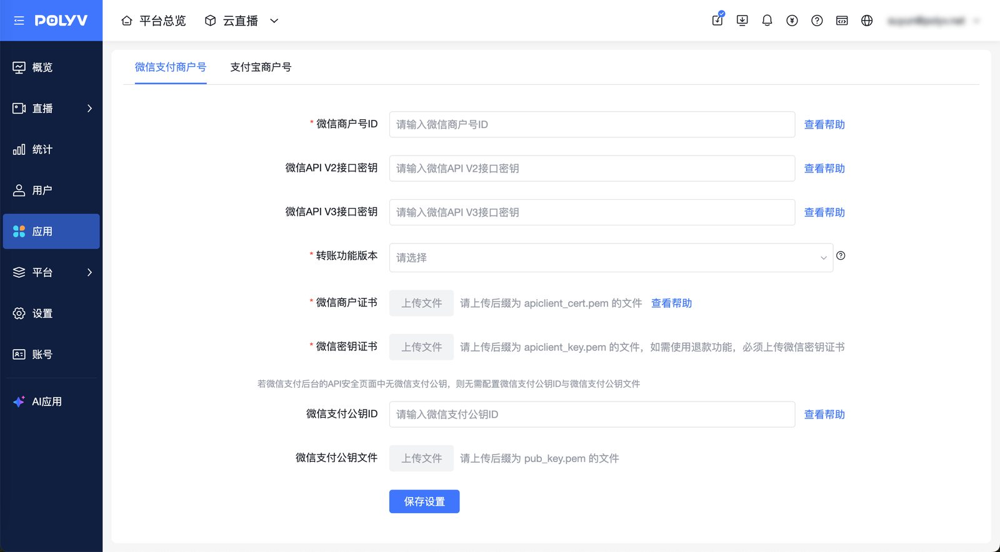 POLYV
平台总览
云直播
概览
直播
统计
用户
应用
平台
设置
账号
AI应用
微信支付商户号
支付宝商户号
* 微信商户号ID
请输入微信商户号ID
查看帮助
微信API V2接口密钥
请输入微信API V2接口密钥
查看帮助
微信API V3接口密钥
请输入微信API V3接口密钥
查看帮助
* 转账功能版本
请选择
* 微信商户证书
上传文件
请上传后缀为 apiclient_cert.pem 的文件
查看帮助
* 微信密钥证书
上传文件
请上传后缀为 apiclient_key.pem 的文件，如需使用退款功能，必须上传微信密钥证书
若微信支付后台的API安全页面中无微信支付公钥，则无需配置微信支付公钥ID与微信支付公钥文件
微信支付公钥ID
请输入微信支付公钥ID
查看帮助
微信支付公钥文件
上传文件
请上传后缀为 pub_key.pem 的文件
保存设置